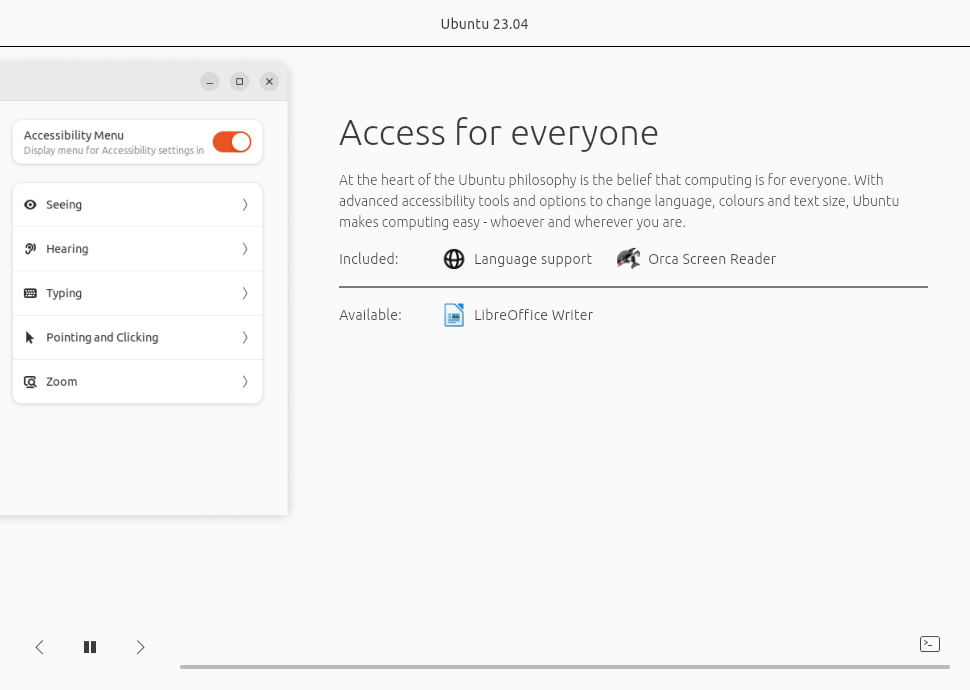 Ubuntu 23.04
Accessibility Menu
Display menu for Accessibility settings in
Seeing
Hearing
Typing
Pointing and Clicking
Zoom
Access for everyone
At the heart of the Ubuntu philosophy is the belief that computing is for everyone. With
advanced accessibility tools and options to change language, colours and text size, Ubuntu
makes computing easy - whoever and wherever you are.
Included: Language support Orca Screen Reader
Available: LibreOffice Writer